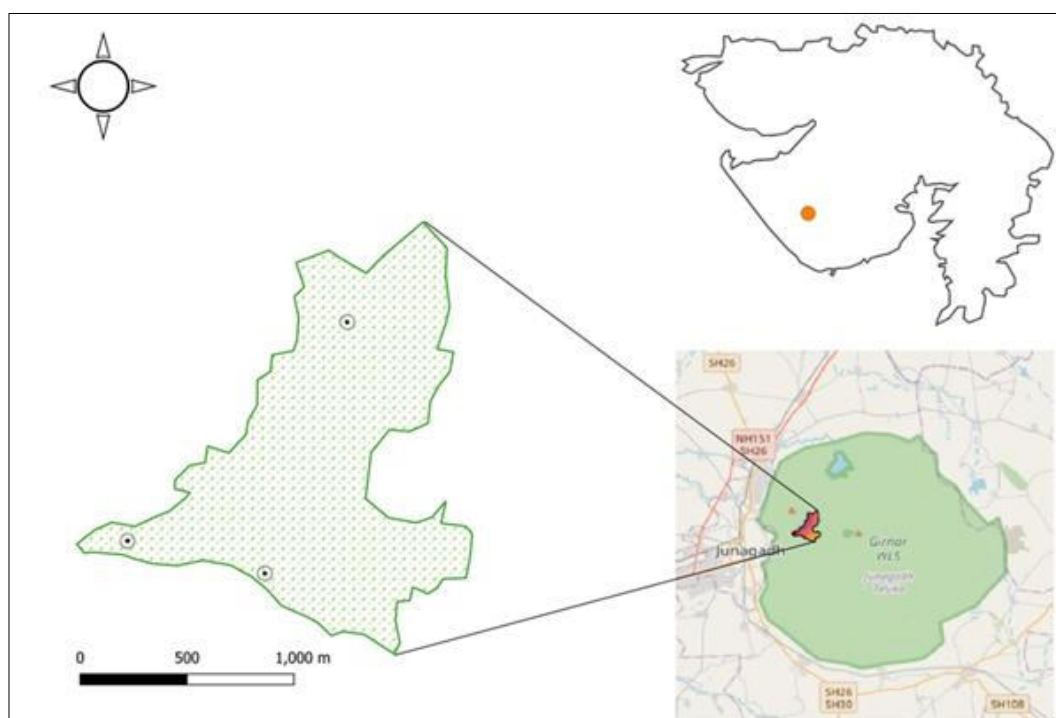 0 500 1,000 m
SH26
NH151
SH26
Junagadh
Girnar
WLS
Junagadh
Taluka
SH26
SH30
SH108